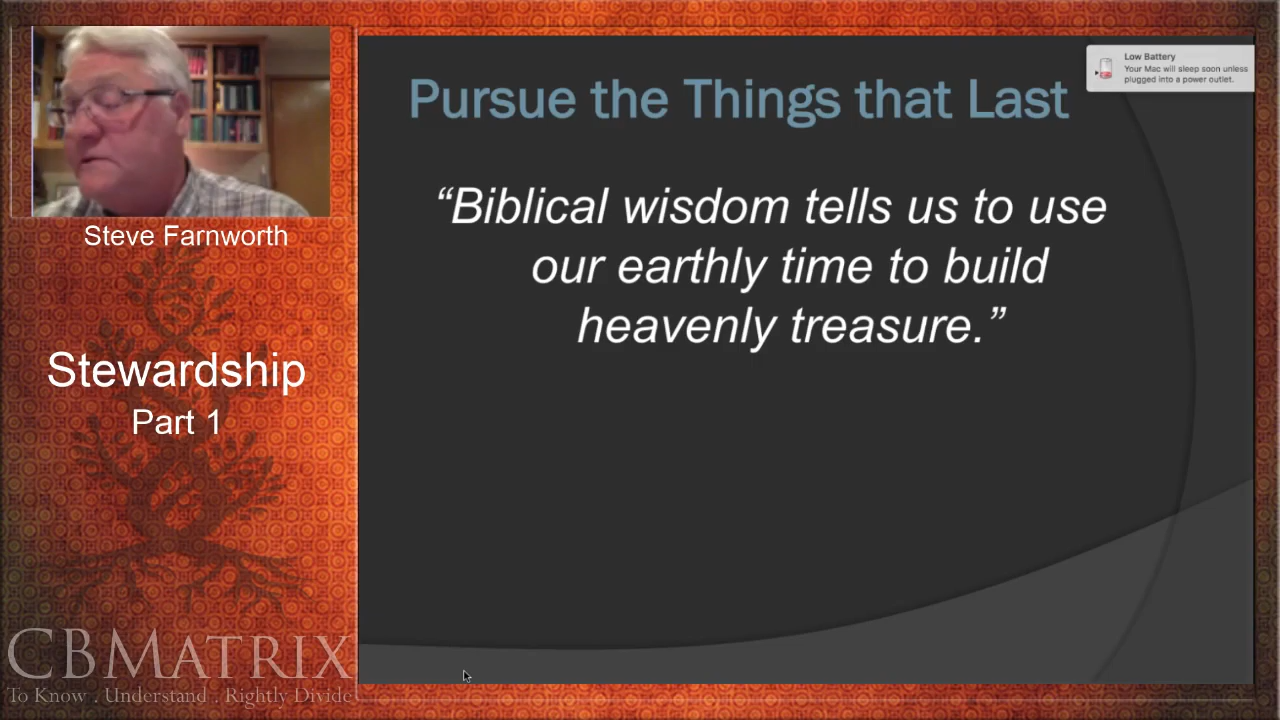 Steve Farnworth
Stewardship
Part 1
CBMATRIX
To Know . Understand . Rightly Divide
Pursue the Things that Last
“Biblical wisdom tells us to use
our earthly time to build
heavenly treasure.”
Low Battery
Your Mac will sleep soon unless
plugged into a power outlet.